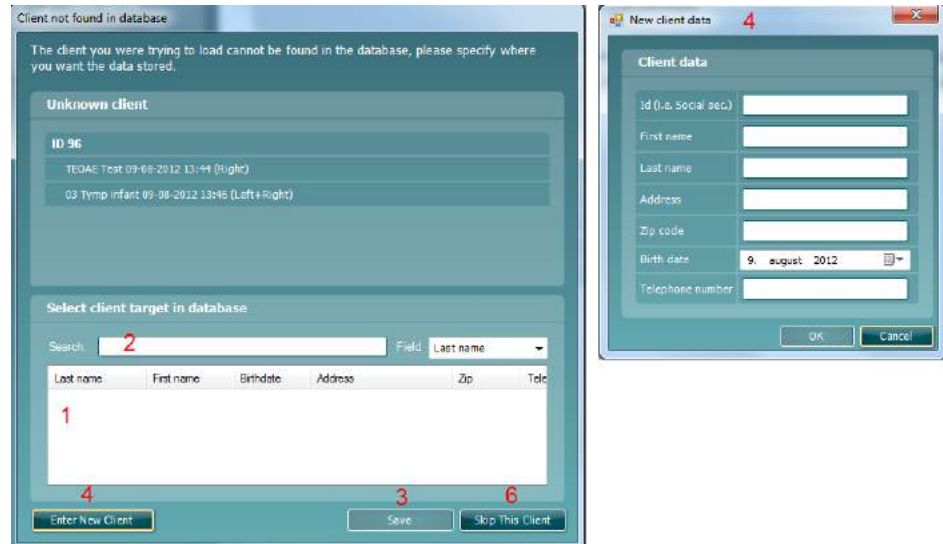 Client not found in database
The client you were trying to load cannot be found in the database, please specify where
you want the data stored.
Unknown client
ID 96
TEOAE Test 09-08-2012 13:44 (Right)
03 Tymp infant 09-08-2012 13:46 (Left+Right)
Select client target in database
Search: 2 Field Last name
Last name First name Birthdate Address Zip Tele
1
4 3 6
Enter New Client Save Skip This Client
New client data 4
Client data
Id (i.e. Social sec.)
First name
Last name
Address
Zip code
Birth date 9. august 2012
Telephone number
OK Cancel